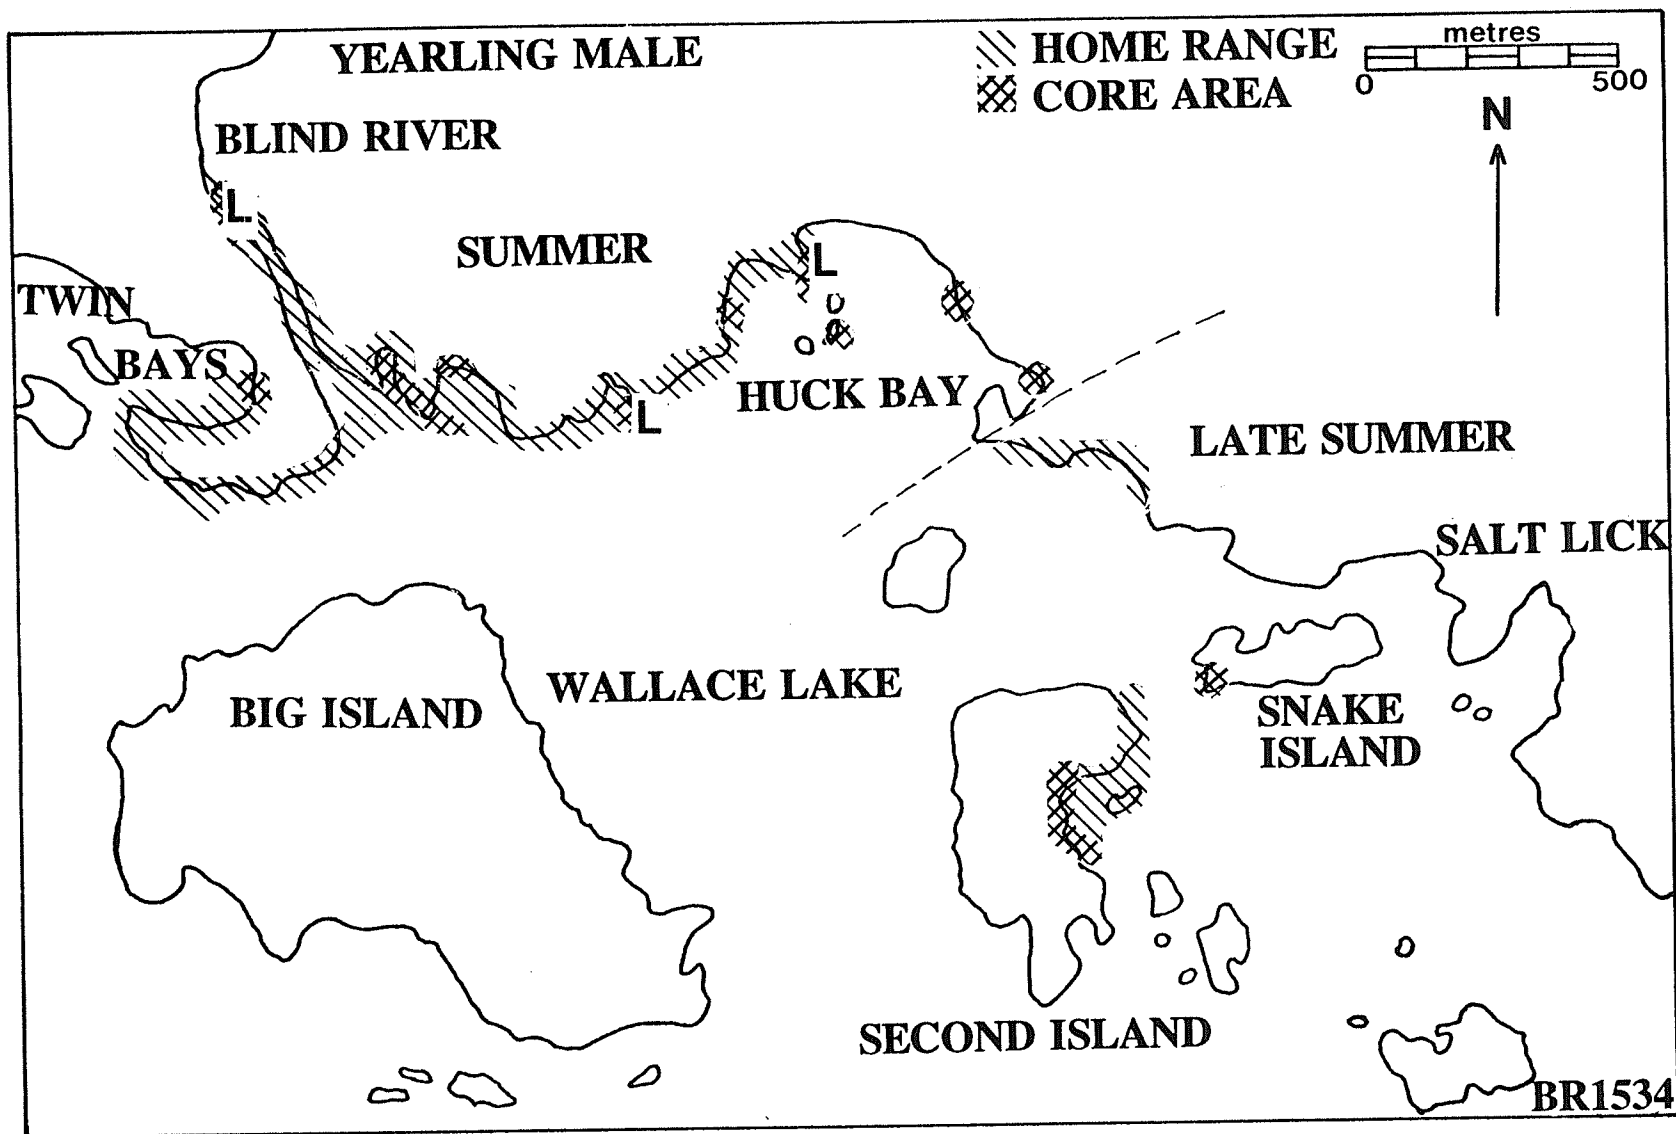 YEARLING MALE
HOME RANGE
CORE AREA
metres
0 500
N
BLIND RIVER
L.
SUMMER
L
TWIN
BAYS
HUCK BAY
L
LATE SUMMER
SALT LICK
WALLACE LAKE
BIG ISLAND
SNAKE
ISLAND
SECOND ISLAND
BR1534